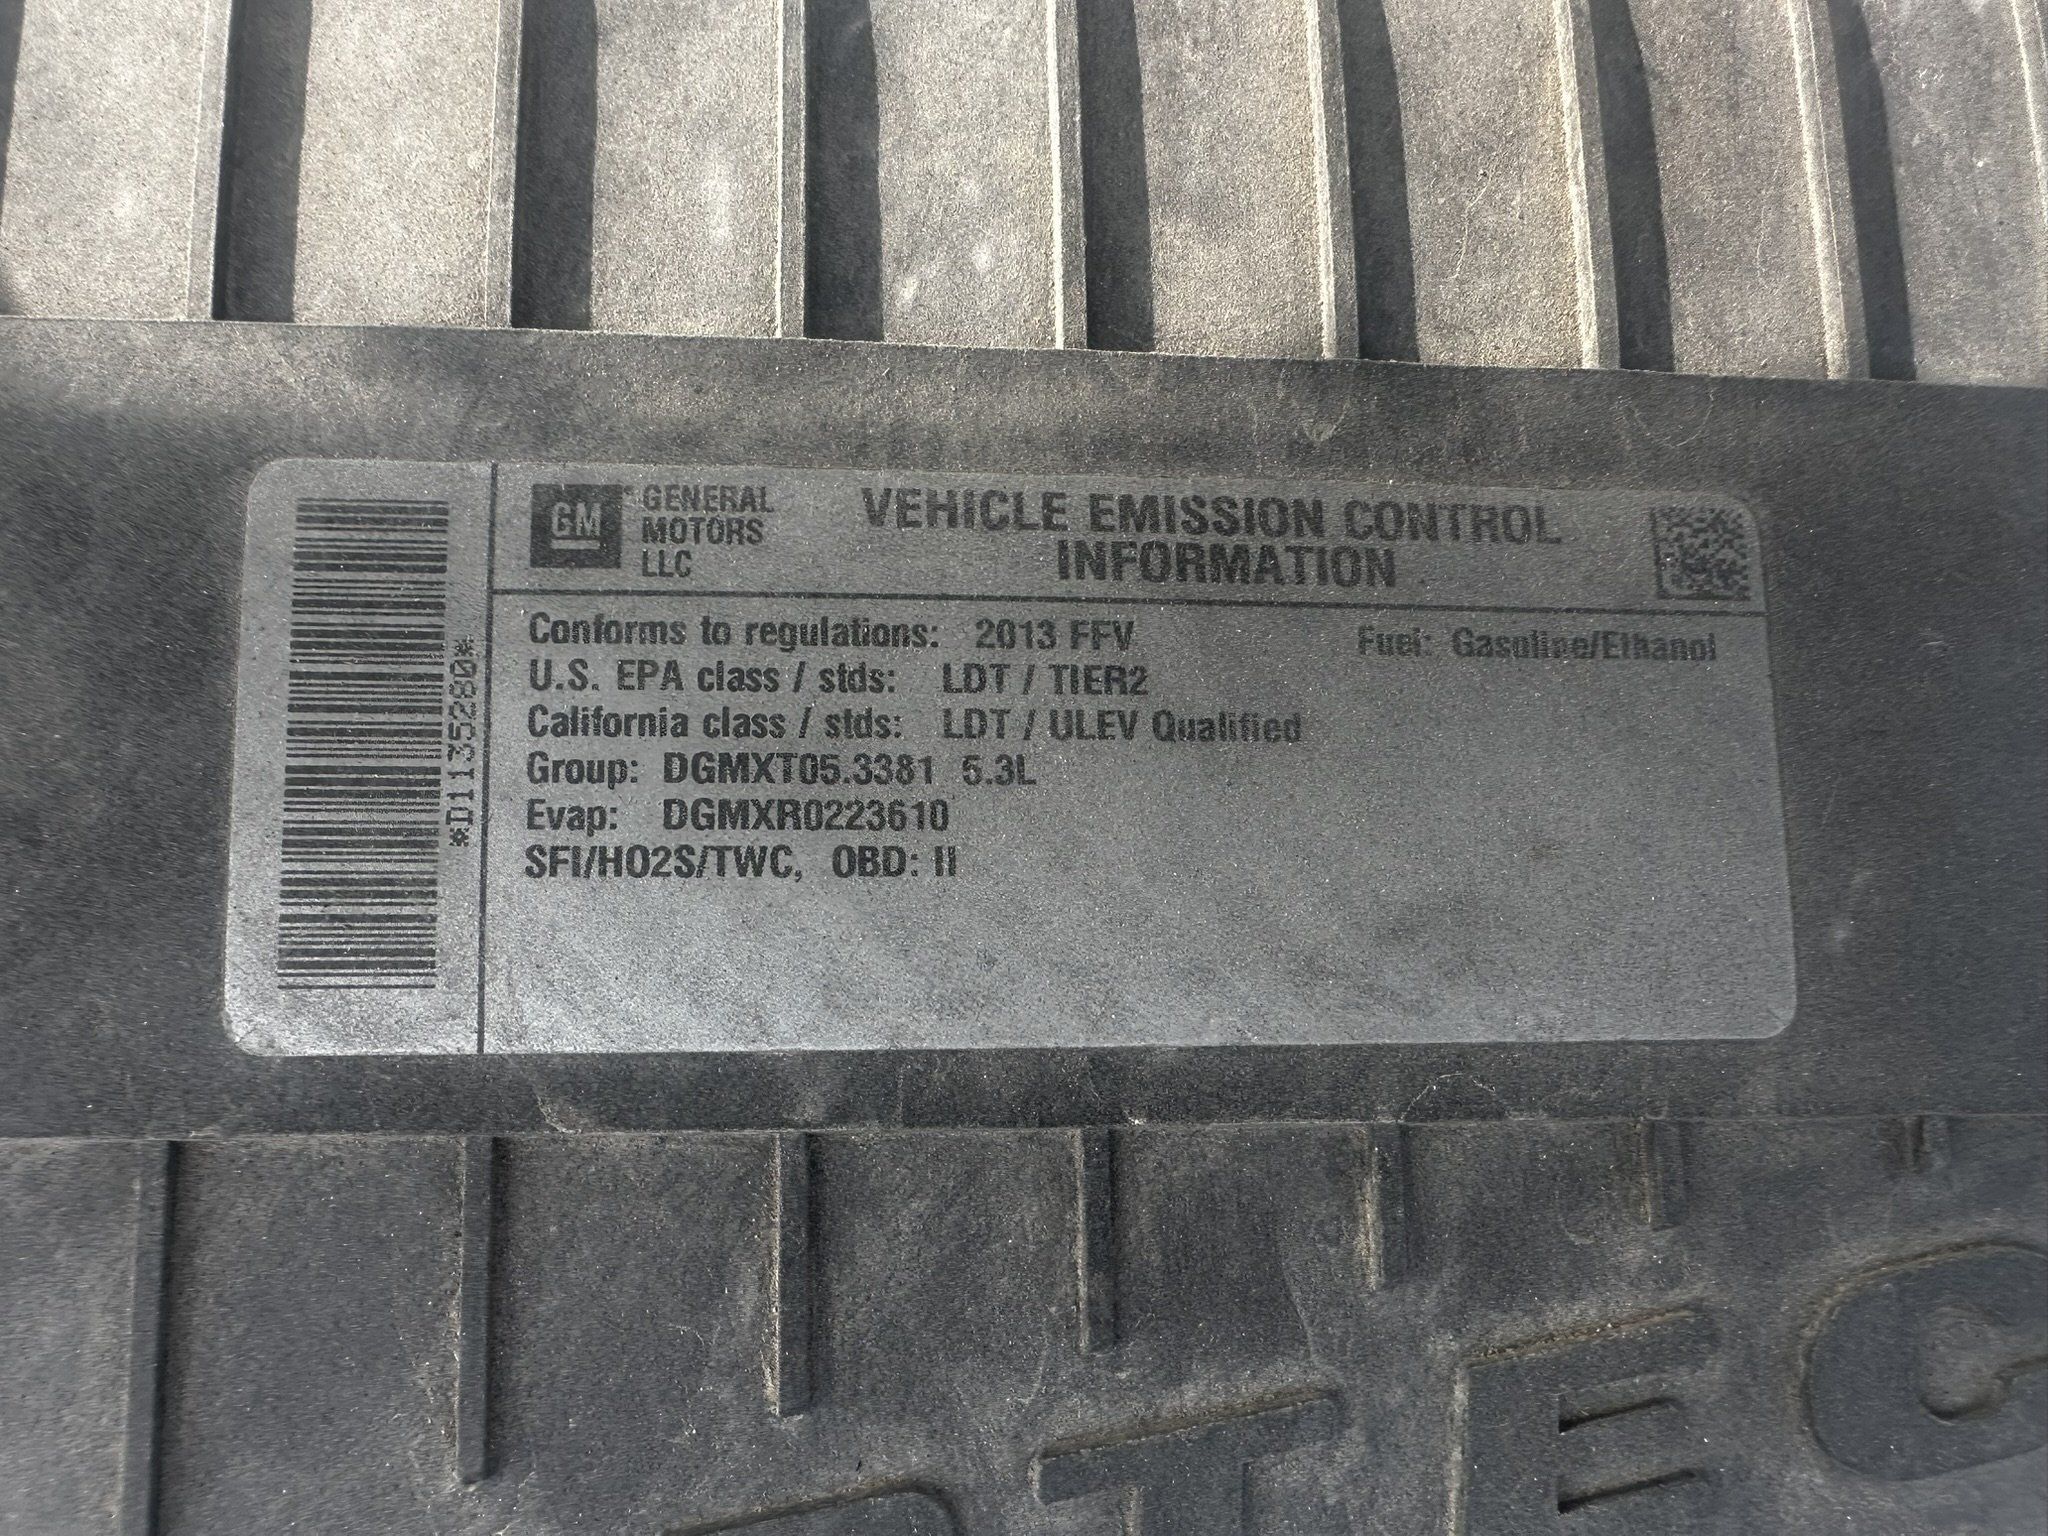 GM GENERAL MOTORS LLC
VEHICLE EMISSION CONTROL
INFORMATION
Conforms to regulations: 2013 FFV Fuel: Gasoline/Ethanol
U.S. EPA class / stds: LDT / TIER2
California class / stds: LDT / ULEV Qualified
Group: DGMXT05.3381 5.3L
Evap: DGMXR0223610
SFI/HO2S/TWC, OBD: II
*D1135280*